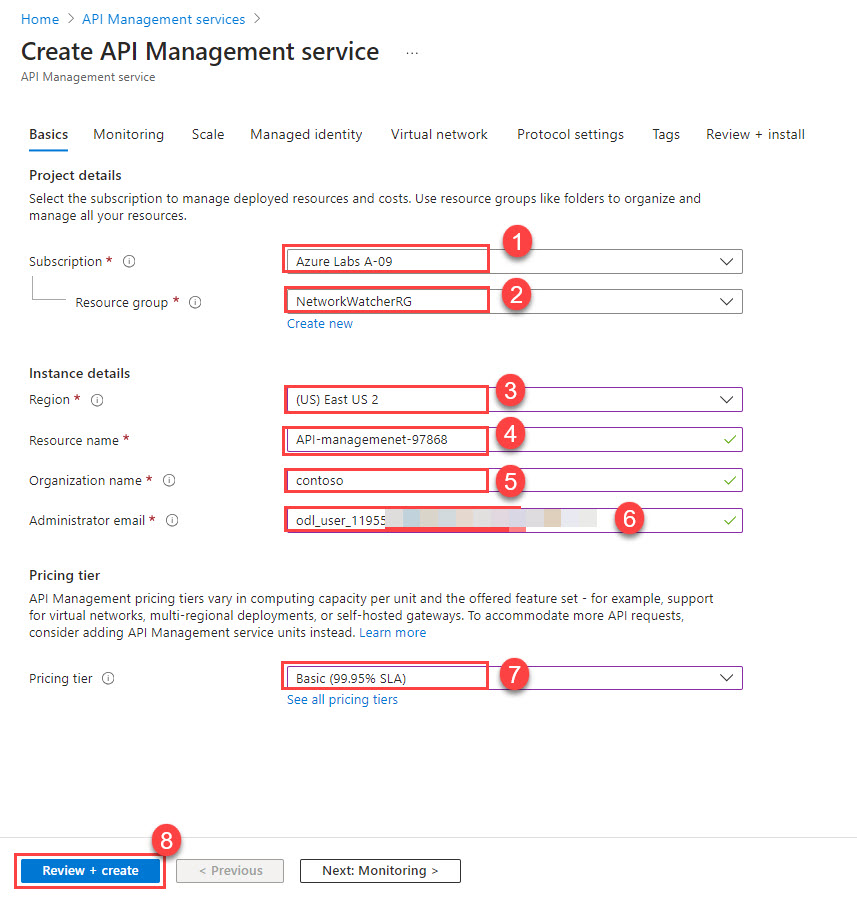 Home > API Management services >
Create API Management service ...
API Management service
Basics Monitoring Scale Managed identity Virtual network Protocol settings Tags Review + install
Project details
Select the subscription to manage deployed resources and costs. Use resource groups like folders to organize and
manage all your resources.
1
Subscription * Azure Labs A-09
2
Resource group * NetworkWatcherRG
Create new
Instance details
3
Region * (US) East US 2
4
Resource name * API-managemenet-97868
5
Organization name * contoso
6
Administrator email * odl_user_11955
Pricing tier
API Management pricing tiers vary in computing capacity per unit and the offered feature set - for example, support
for virtual networks, multi-regional deployments, or self-hosted gateways. To accommodate more API requests,
consider adding API Management service units instead. Learn more
7
Pricing tier Basic (99.95% SLA)
See all pricing tiers
8
Review + create < Previous Next: Monitoring >